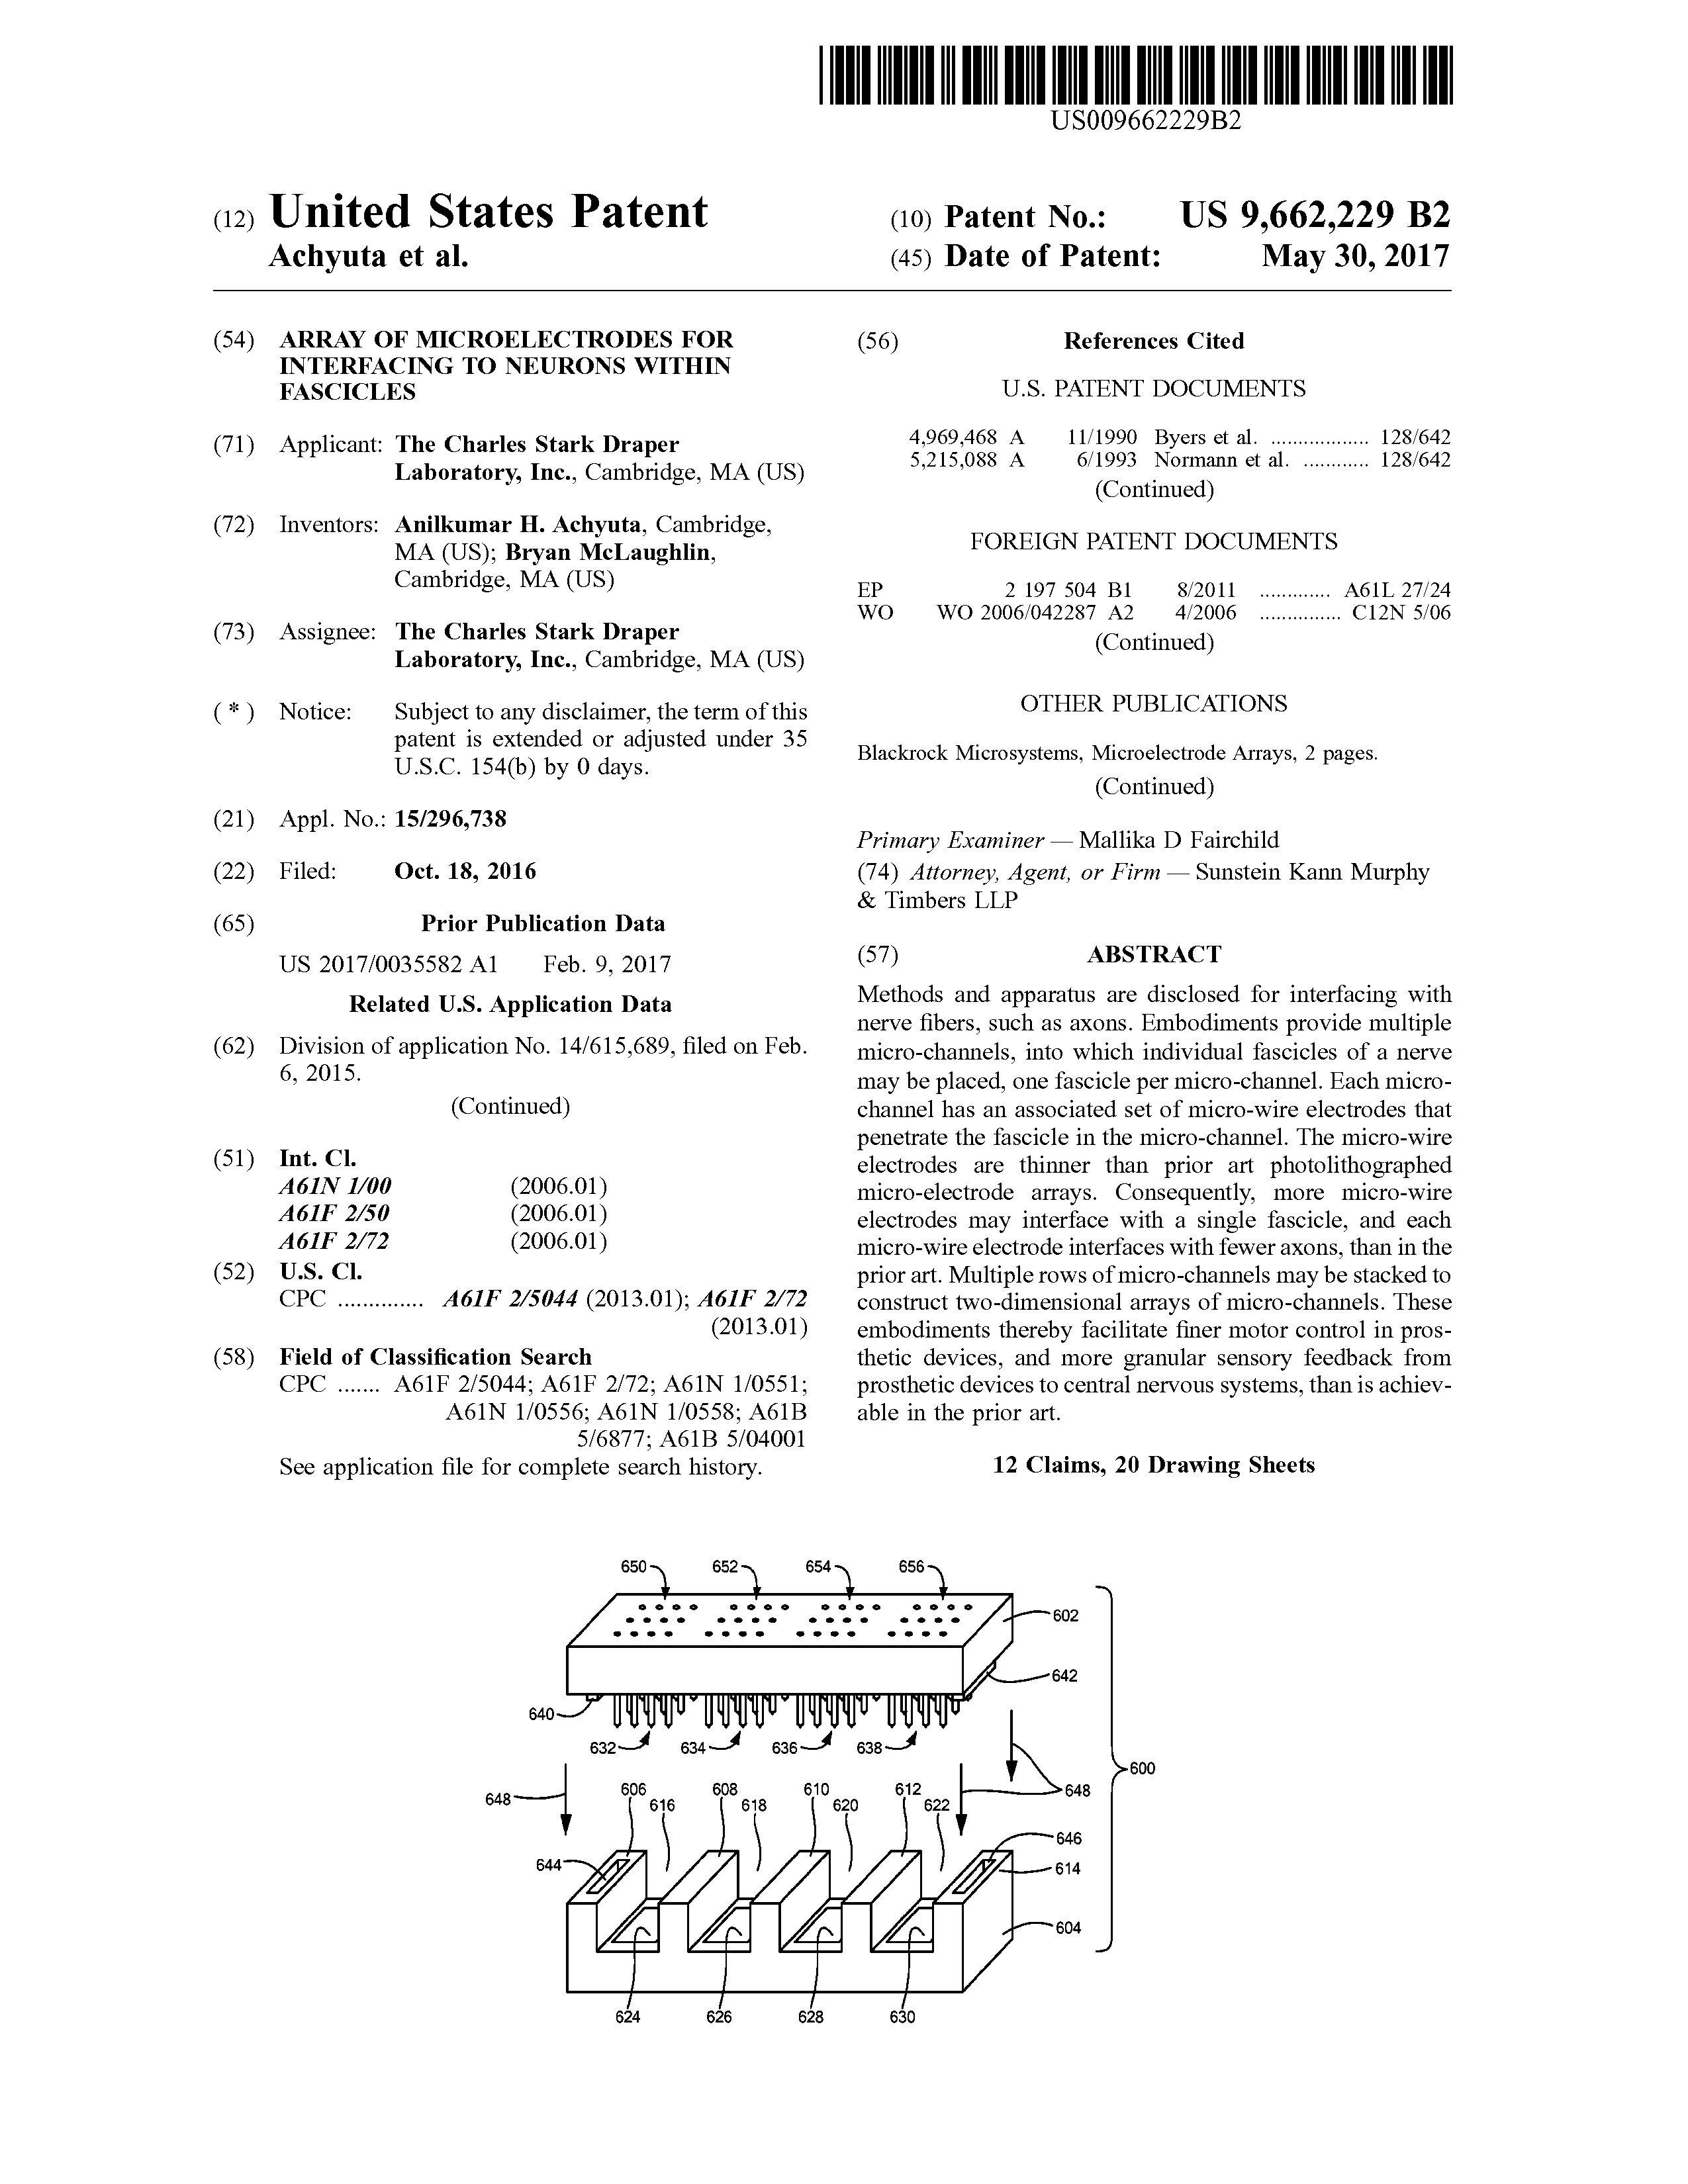 US009662229B2
(12) United States Patent
Achyuta et al.
(10) Patent No.: US 9,662,229 B2
(45) Date of Patent: May 30, 2017
(54) ARRAY OF MICROELECTRODES FOR
INTERFACING TO NEURONS WITHIN
FASCICLES
(71) Applicant: The Charles Stark Draper
Laboratory, Inc., Cambridge, MA (US)
(72) Inventors: Anilkumar H. Achyuta, Cambridge,
MA (US); Bryan McLaughlin,
Cambridge, MA (US)
(73) Assignee: The Charles Stark Draper
Laboratory, Inc., Cambridge, MA (US)
( * ) Notice: Subject to any disclaimer, the term of this
patent is extended or adjusted under 35
U.S.C. 154(b) by 0 days.
(21) Appl. No.: 15/296,738
(22) Filed: Oct. 18, 2016
(65) Prior Publication Data
US 2017/0035582 A1 Feb. 9, 2017
Related U.S. Application Data
(62) Division of application No. 14/615,689, filed on Feb.
6, 2015.
(Continued)
(51) Int. Cl.
A61N 1/00 (2006.01)
A61F 2/50 (2006.01)
A61F 2/72 (2006.01)
(52) U.S. Cl.
CPC .............. A61F 2/5044 (2013.01); A61F 2/72
(2013.01)
(58) Field of Classification Search
CPC ....... A61F 2/5044; A61F 2/72; A61N 1/0551;
A61N 1/0556; A61N 1/0558; A61B
5/6877; A61B 5/04001
See application file for complete search history.
(56) References Cited
U.S. PATENT DOCUMENTS
4,969,468 A 11/1990 Byers et al. .................. 128/642
5,215,088 A 6/1993 Normann et al. ............ 128/642
(Continued)
FOREIGN PATENT DOCUMENTS
EP 2 197 504 B1 8/2011 ............. A61L 27/24
WO WO 2006/042287 A2 4/2006 ............... C12N 5/06
(Continued)
OTHER PUBLICATIONS
Blackrock Microsystems, Microelectrode Arrays, 2 pages.
(Continued)
Primary Examiner — Mallika D Fairchild
(74) Attorney, Agent, or Firm — Sunstein Kann Murphy
& Timbers LLP
(57) ABSTRACT
Methods and apparatus are disclosed for interfacing with
nerve fibers, such as axons. Embodiments provide multiple
micro-channels, into which individual fascicles of a nerve
may be placed, one fascicle per micro-channel. Each micro-
channel has an associated set of micro-wire electrodes that
penetrate the fascicle in the micro-channel. The micro-wire
electrodes are thinner than prior art photolithographed
micro-electrode arrays. Consequently, more micro-wire
electrodes may interface with a single fascicle, and each
micro-wire electrode interfaces with fewer axons, than in the
prior art. Multiple rows of micro-channels may be stacked to
construct two-dimensional arrays of micro-channels. These
embodiments thereby facilitate finer motor control in pros-
thetic devices, and more granular sensory feedback from
prosthetic devices to central nervous systems, than is achiev-
able in the prior art.
12 Claims, 20 Drawing Sheets
650 652 654 656
602
642
640
632 634 636 638
600
648 606 608 610 612 648
616 618 620 622
646
644 614
604
624 626 628 630